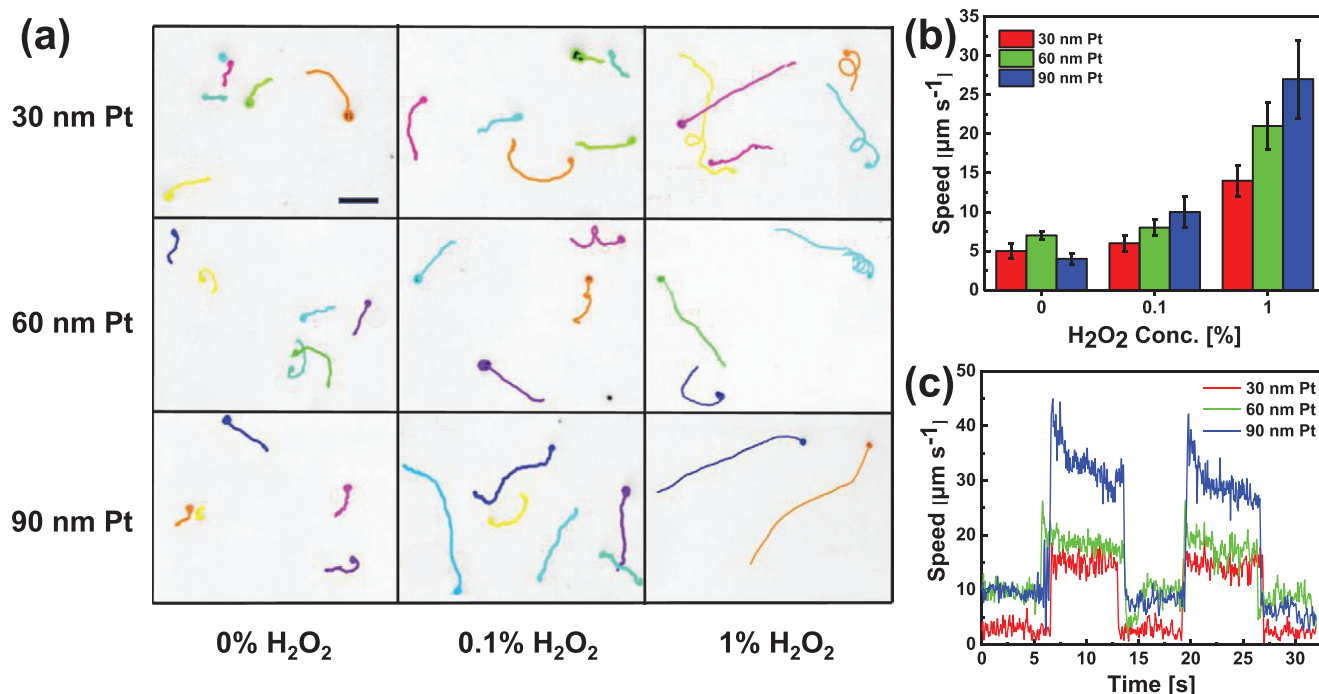 (a)
30 nm Pt
60 nm Pt
90 nm Pt
0% H₂O₂
0.1% H₂O₂
1% H₂O₂
(b)
35
30
25
20
15
10
5
0
Speed [µm s⁻¹]
30 nm Pt
60 nm Pt
90 nm Pt
0
0.1
1
H₂O₂ Conc. [%]
(c)
50
40
30
20
10
0
Speed [µm s⁻¹]
30 nm Pt
60 nm Pt
90 nm Pt
0
5
10
15
20
25
30
Time [s]